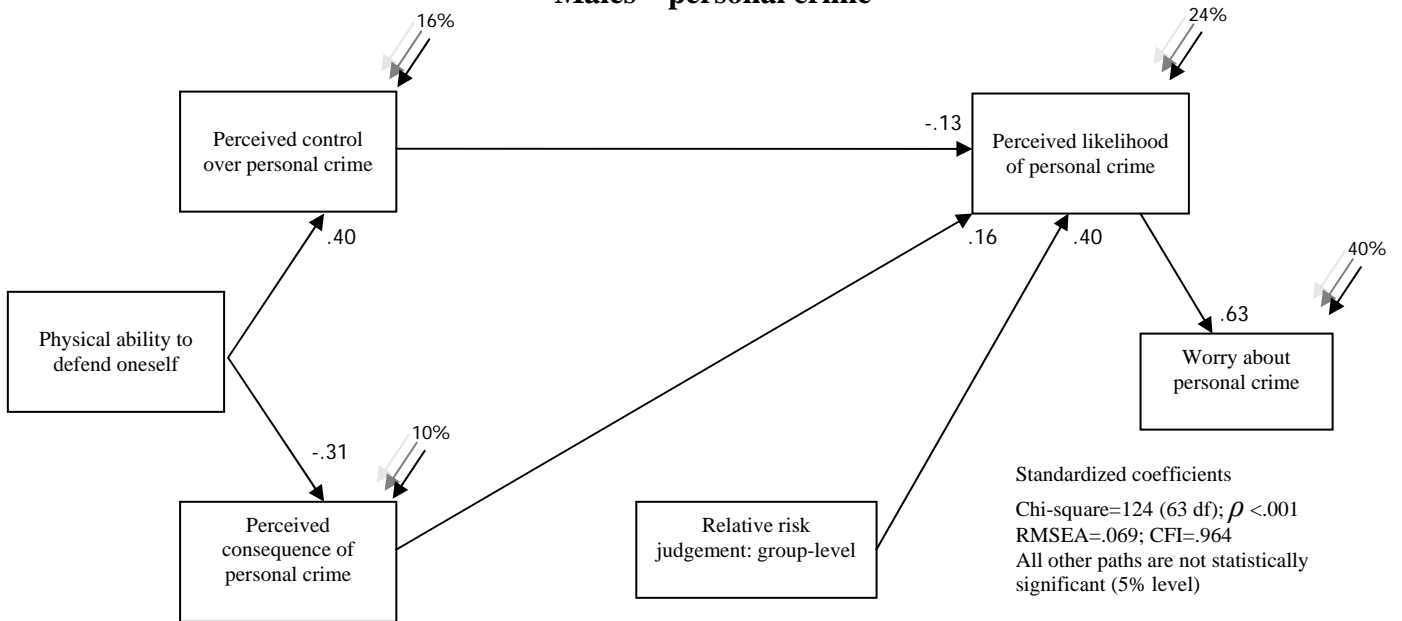 Males – personal crime
16%
24%
Perceived control
over personal crime
-.13
Perceived likelihood
of personal crime
.40
.16
.40
40%
Physical ability to
defend oneself
.63
Worry about
personal crime
-.31
10%
Perceived
consequence of
personal crime
Relative risk
judgement: group-level
Standardized coefficients
Chi-square=124 (63 df); ρ <.001
RMSEA=.069; CFI=.964
All other paths are not statistically
significant (5% level)